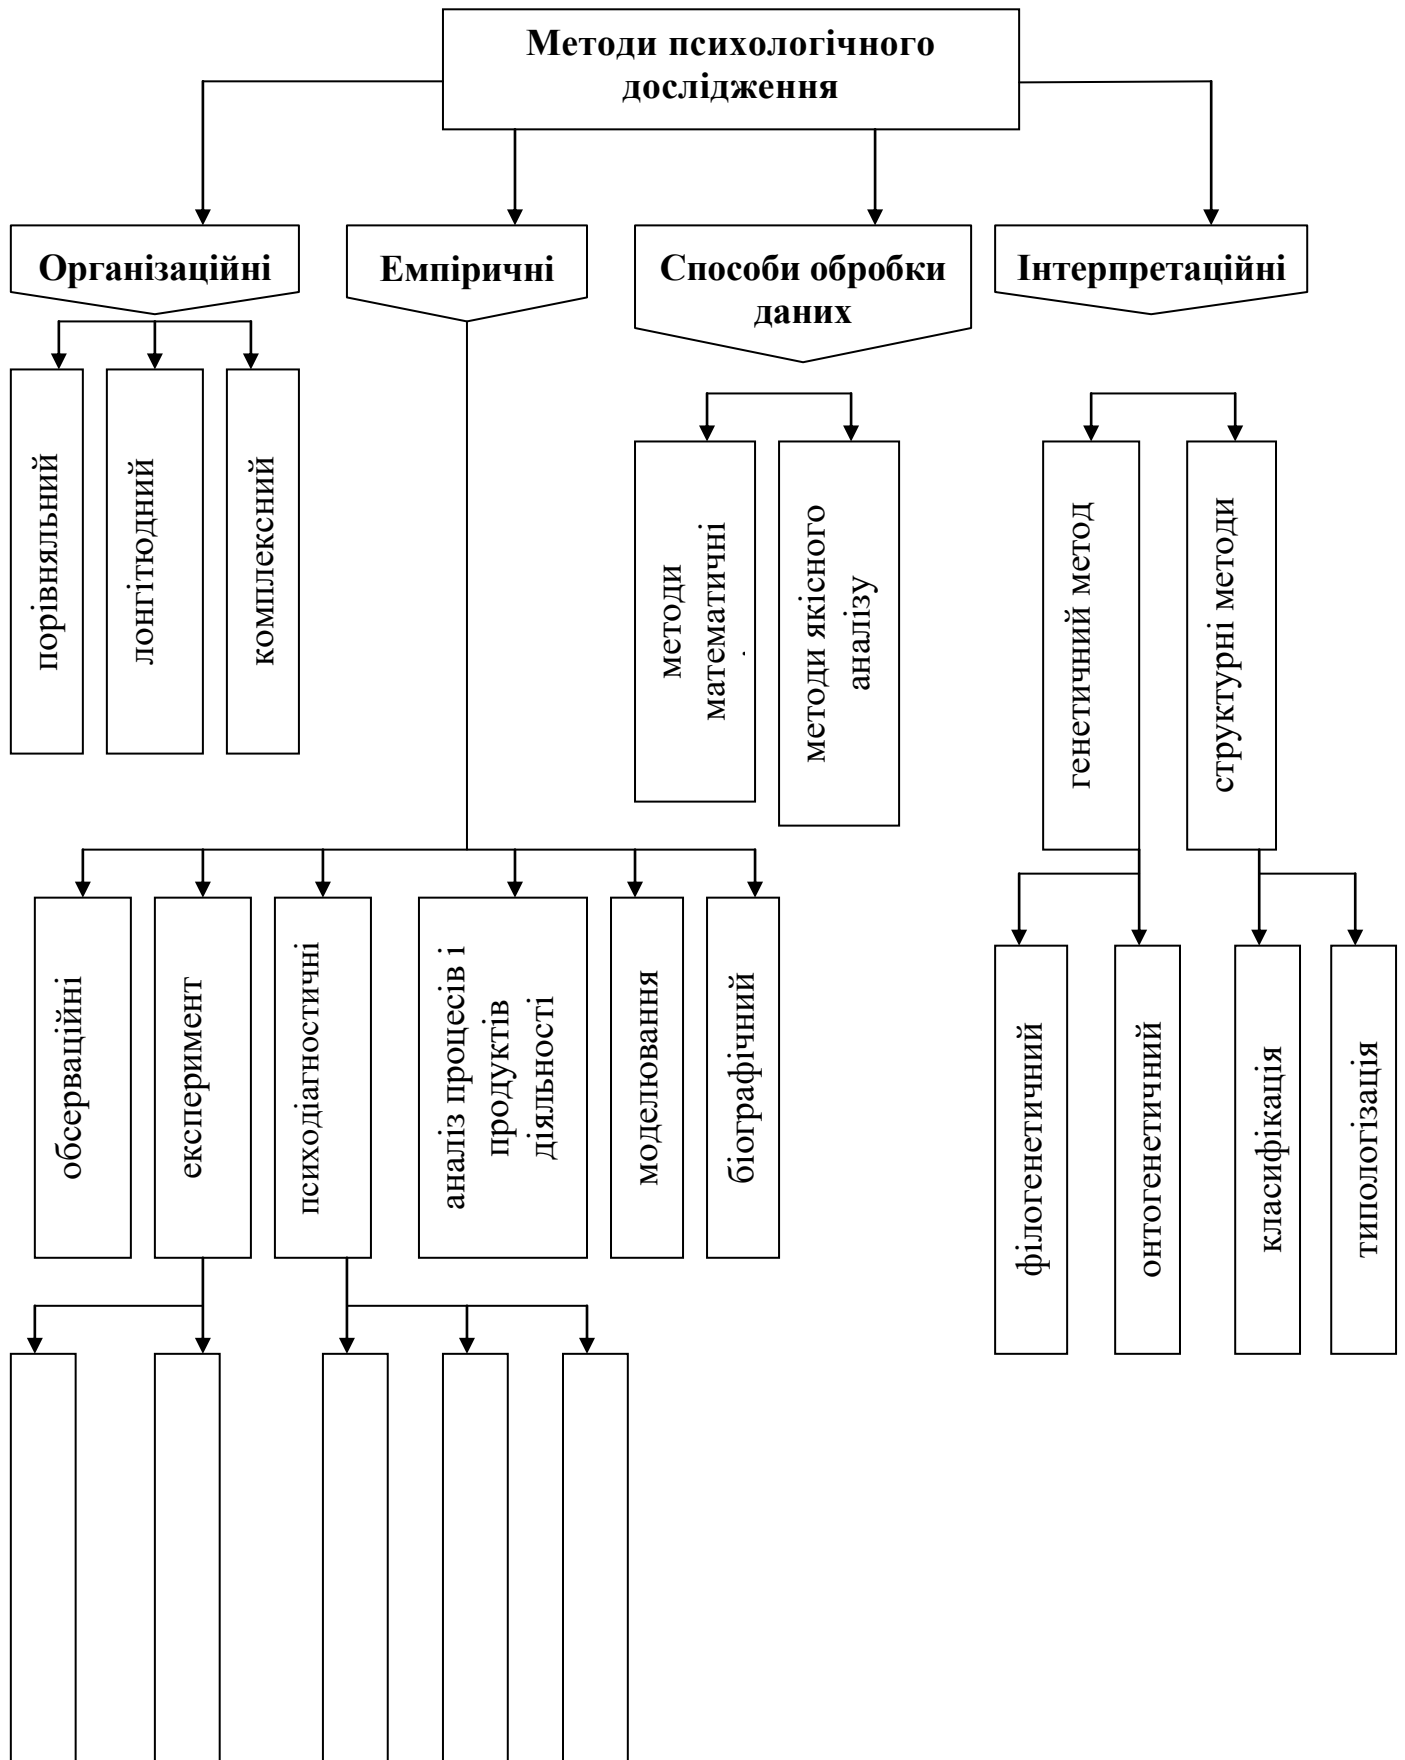 Методи психологічного
дослідження
Організаційні
Емпіричні
Способи обробки
даних
Інтерпретаційні
порівняльний
лонгітюдний
комплексний
методи
математичні
методи якісного
аналізу
генетичний метод
структурні методи
обсерваційні
експеримент
психодіагностичні
аналіз процесів і
продуктів
діяльності
моделювання
біографічний
філогенетичний
онтогенетичний
класифікація
типологізація